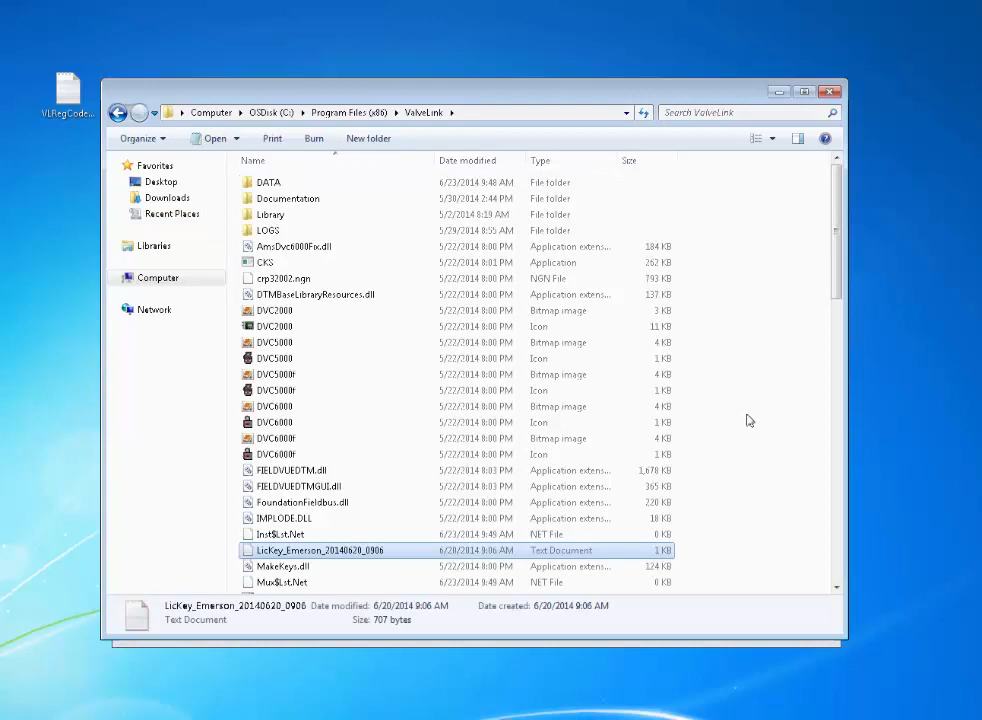 VLRegCode...
Computer OSDisk (C:) Program Files (x86) ValveLink Search ValveLink
Organize Open Print Burn New folder
Name Date modified Type Size
Favorites
Desktop
Downloads
Recent Places
Libraries
Computer
Network
DATA 6/23/2014 9:48 AM File folder
Documentation 5/30/2014 2:44 PM File folder
Library 5/2/2014 8:19 AM File folder
LOGS 5/29/2014 8:55 AM File folder
AmsDvc6000Fix.dll 5/22/2014 8:00 PM Application extens... 184 KB
CKS 5/22/2014 8:01 PM Application 262 KB
crp32002.ngn 5/22/2014 8:00 PM NGN File 793 KB
DTMBaseLibraryResources.dll 5/22/2014 8:00 PM Application extens... 137 KB
DVC2000 5/22/2014 8:00 PM Bitmap image 3 KB
DVC2000 5/22/2014 8:00 PM Icon 11 KB
DVC5000 5/22/2014 8:00 PM Bitmap image 4 KB
DVC5000 5/22/2014 8:00 PM Icon 1 KB
DVC5000f 5/22/2014 8:00 PM Bitmap image 4 KB
DVC5000f 5/22/2014 8:00 PM Icon 1 KB
DVC6000 5/22/2014 8:00 PM Bitmap image 4 KB
DVC6000 5/22/2014 8:00 PM Icon 1 KB
DVC6000f 5/22/2014 8:00 PM Bitmap image 4 KB
DVC6000f 5/22/2014 8:00 PM Icon 1 KB
FIELDVUEDTM.dll 5/22/2014 8:03 PM Application extens... 1,678 KB
FIELDVUEDTMGUI.dll 5/22/2014 8:03 PM Application extens... 365 KB
FoundationFieldbus.dll 5/22/2014 8:00 PM Application extens... 220 KB
IMPLODE.DLL 5/22/2014 8:00 PM Application extens... 18 KB
Inst$Lst.Net 6/23/2014 9:49 AM NET File 0 KB
LicKey_Emerson_20140620_0906 6/20/2014 9:06 AM Text Document 1 KB
MakeKeys.dll 5/22/2014 8:00 PM Application extens... 124 KB
Mux$Lst.Net 6/23/2014 9:49 AM NET File 0 KB
LicKey_Emerson_20140620_0906 Date modified: 6/20/2014 9:06 AM Date created: 6/20/2014 9:06 AM
Text Document Size: 707 bytes